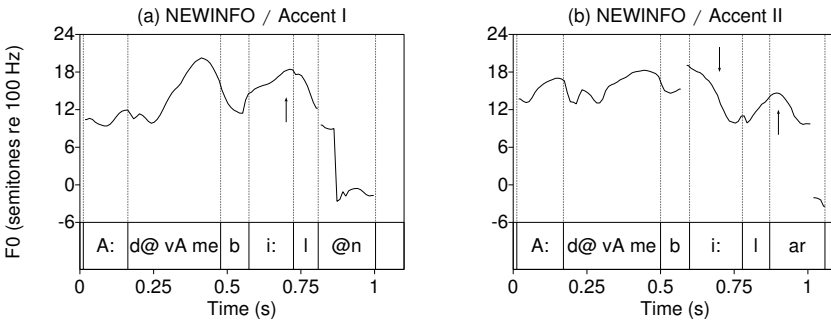 (a) NEWINFO / Accent I
F0 (semitones re 100 Hz)
24
18
12
6
0
-6
A: d@ vA me b i: l @n
0 0.25 0.5 0.75 1
Time (s)
(b) NEWINFO / Accent II
24
18
12
6
0
-6
A: d@ vA me b i: l ar
0 0.25 0.5 0.75 1
Time (s)